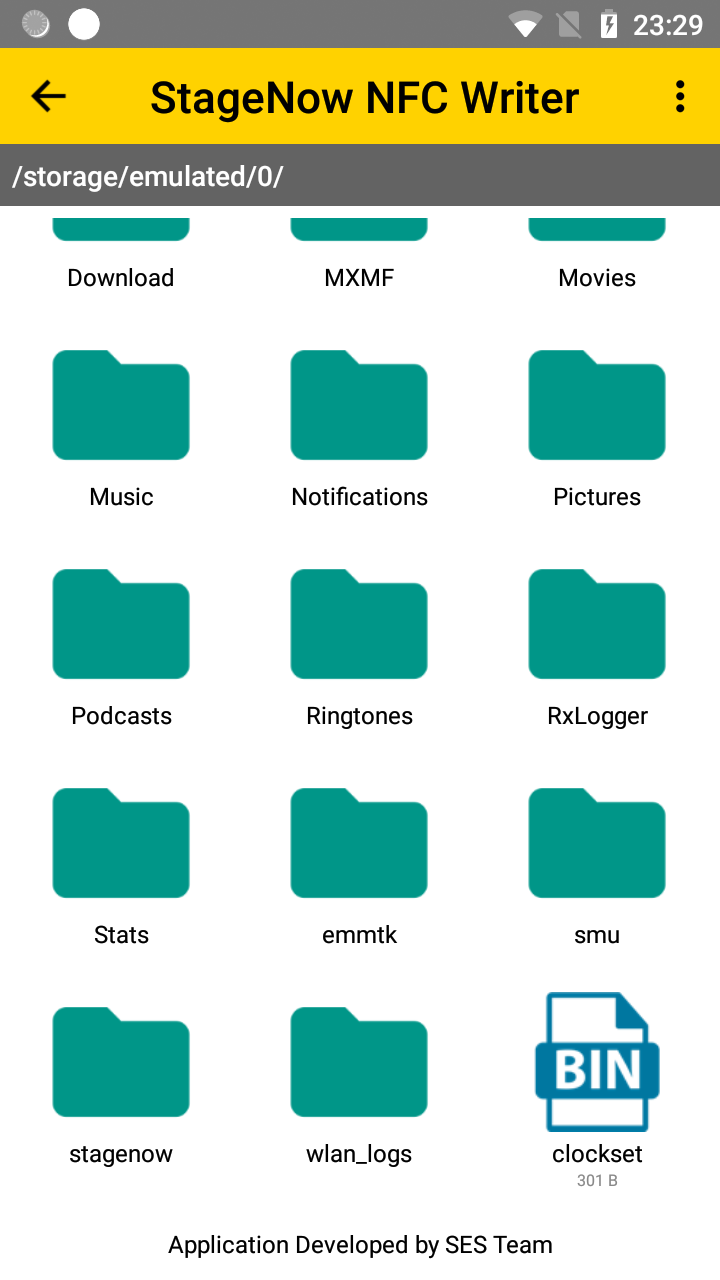 23:29
StageNow NFC Writer
/storage/emulated/0/
Download MXMF Movies
Music Notifications Pictures
Podcasts Ringtones RxLogger
Stats emmtk smu
BIN
stagenow wlan_logs clockset
301 B
Application Developed by SES Team